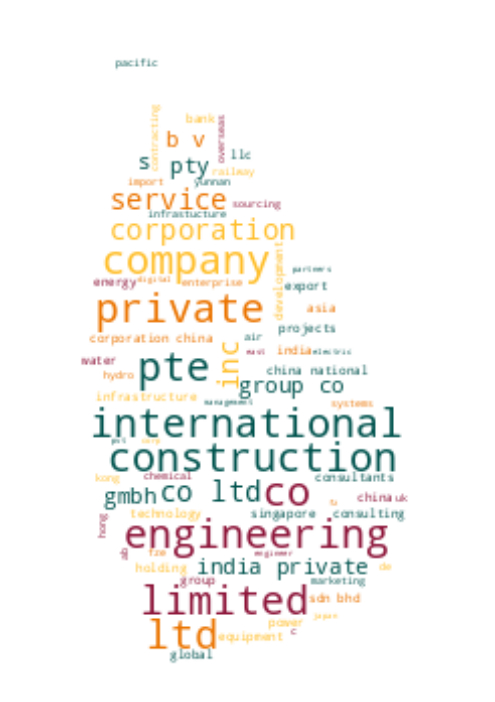 pacific
contracting
bank
overseas
b v
s
pty
llc
railway
import
yunnan
service
sourcing
infrastucture
corporation
company
development
partners
energy
digital
enterprise
export
private
asia
projects
corporation china
air
inc
east
india
electric
water
pte
china national
hydro
group co
infrastructure
management
systems
international
construction
kong
chemical
consultants
gmbh
co ltd
co
china
uk
technology
singapore
consulting
hong
engineering
ab
fze
engineer
holding
india private
de
group
marketing
limited
sdn bhd
japan
ltd
power
c
equipment
global